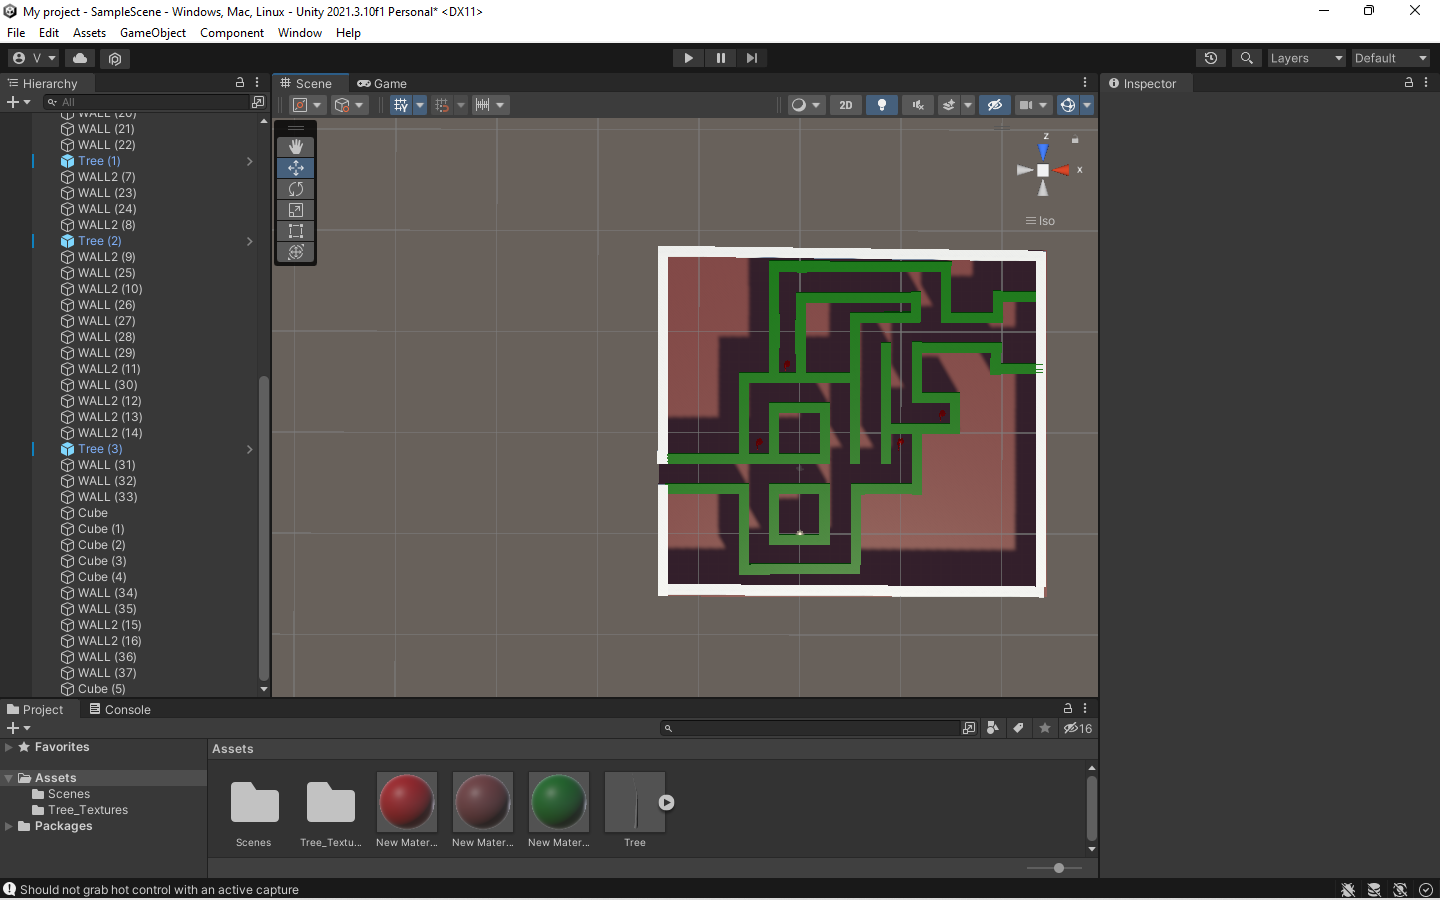 My project - SampleScene - Windows, Mac, Linux - Unity 2021.3.10f1 Personal* <DX11>
File Edit Assets GameObject Component Window Help
V
Layers
Default
Hierarchy
All
WALL (20)
WALL (21)
WALL (22)
Tree (1)
WALL2 (7)
WALL (23)
WALL (24)
WALL2 (8)
Tree (2)
WALL2 (9)
WALL (25)
WALL2 (10)
WALL (26)
WALL (27)
WALL (28)
WALL (29)
WALL2 (11)
WALL (30)
WALL2 (12)
WALL2 (13)
WALL2 (14)
Tree (3)
WALL (31)
WALL (32)
WALL (33)
Cube
Cube (1)
Cube (2)
Cube (3)
Cube (4)
WALL (34)
WALL (35)
WALL2 (15)
WALL2 (16)
WALL (36)
WALL (37)
Cube (5)
Scene
Game
2D
z
x
Iso
Inspector
Project
Console
16
Favorites
Assets
Scenes
Tree_Textures
Packages
Assets
Scenes
Tree_Textu...
New Mater...
New Mater...
New Mater...
Tree
Should not grab hot control with an active capture